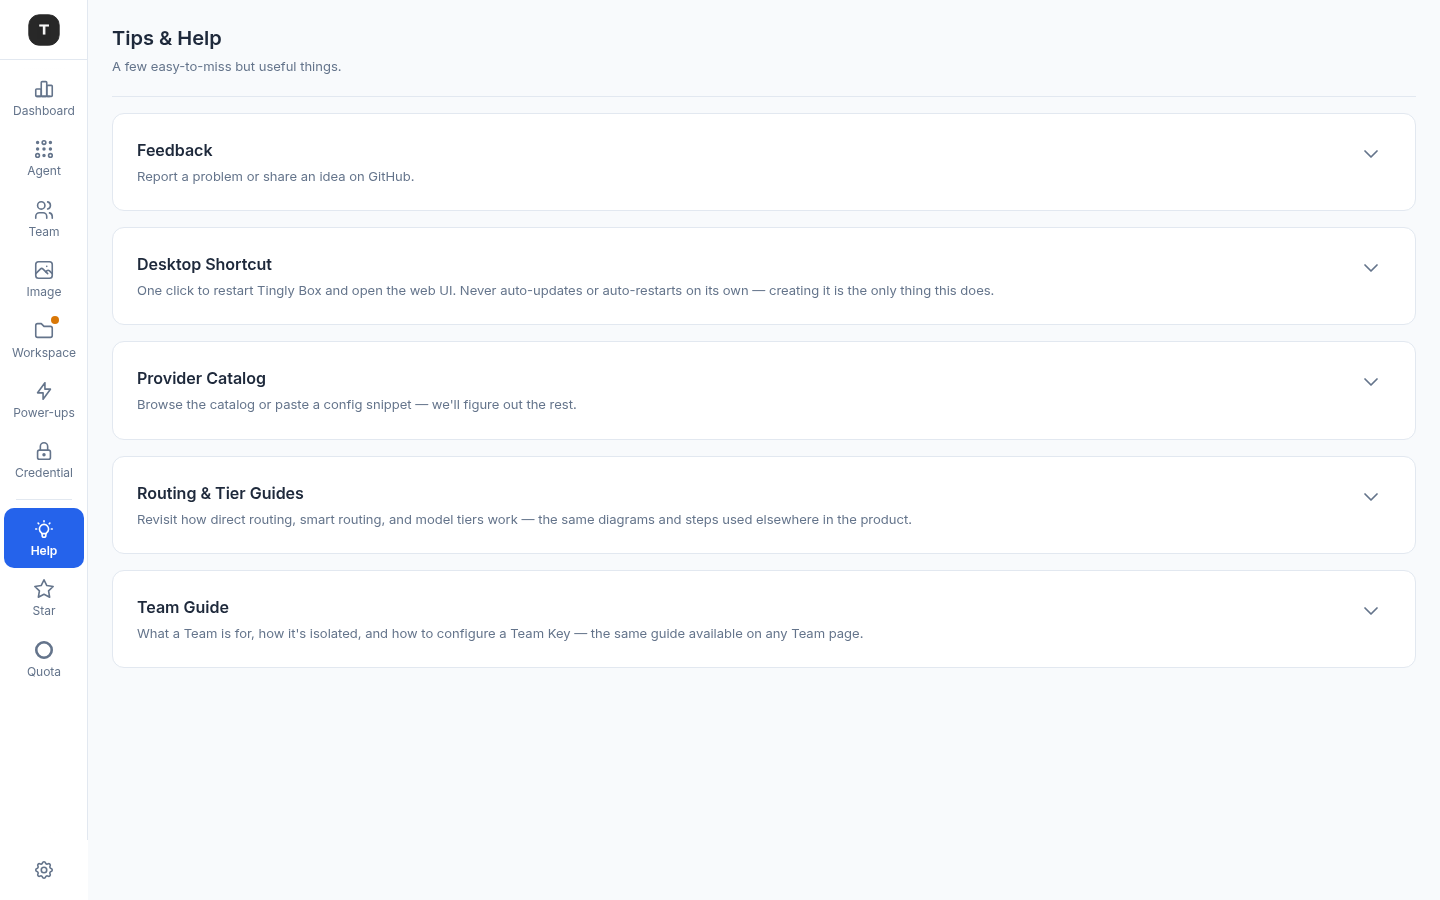 T
Dashboard
Agent
Team
Image
Workspace
Power-ups
Credential
Help
Star
Quota
Tips & Help
A few easy-to-miss but useful things.
Feedback
Report a problem or share an idea on GitHub.
Desktop Shortcut
One click to restart Tingly Box and open the web UI. Never auto-updates or auto-restarts on its own — creating it is the only thing this does.
Provider Catalog
Browse the catalog or paste a config snippet — we'll figure out the rest.
Routing & Tier Guides
Revisit how direct routing, smart routing, and model tiers work — the same diagrams and steps used elsewhere in the product.
Team Guide
What a Team is for, how it's isolated, and how to configure a Team Key — the same guide available on any Team page.